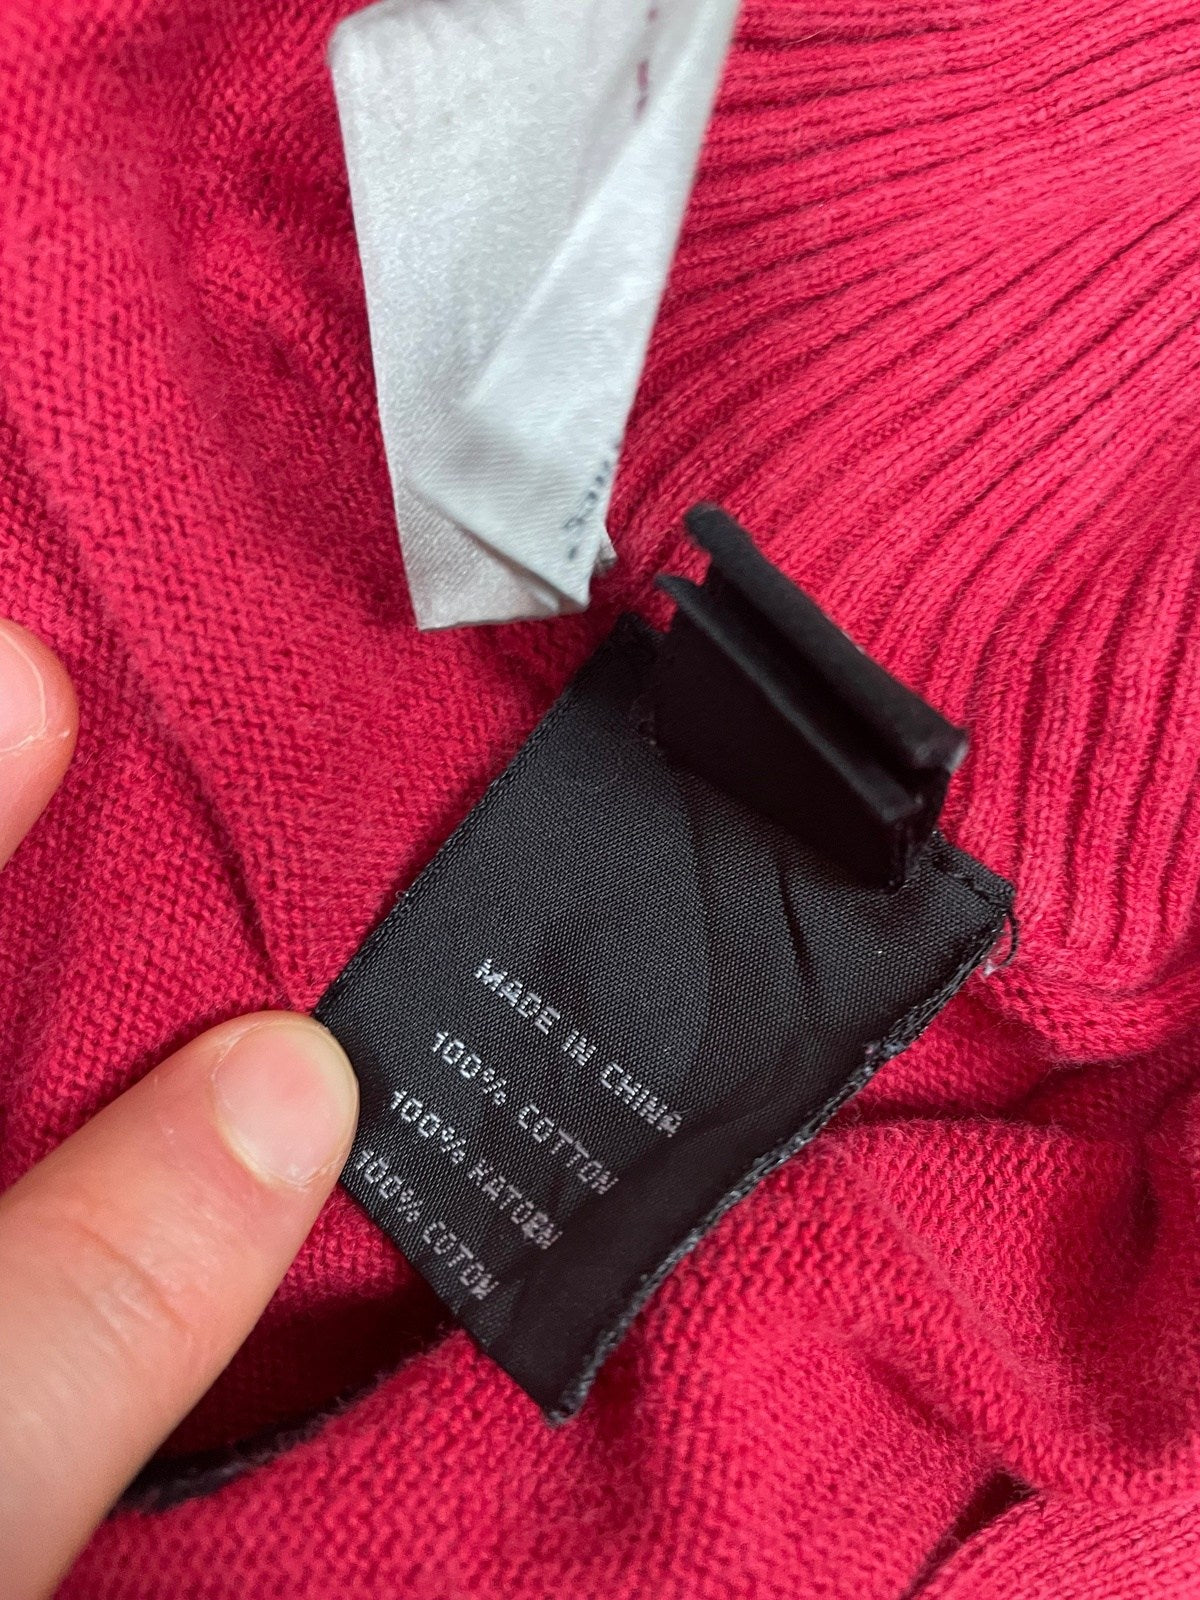 MADE IN CHINA
100% COTTON
100% KATOEN
100% COTON